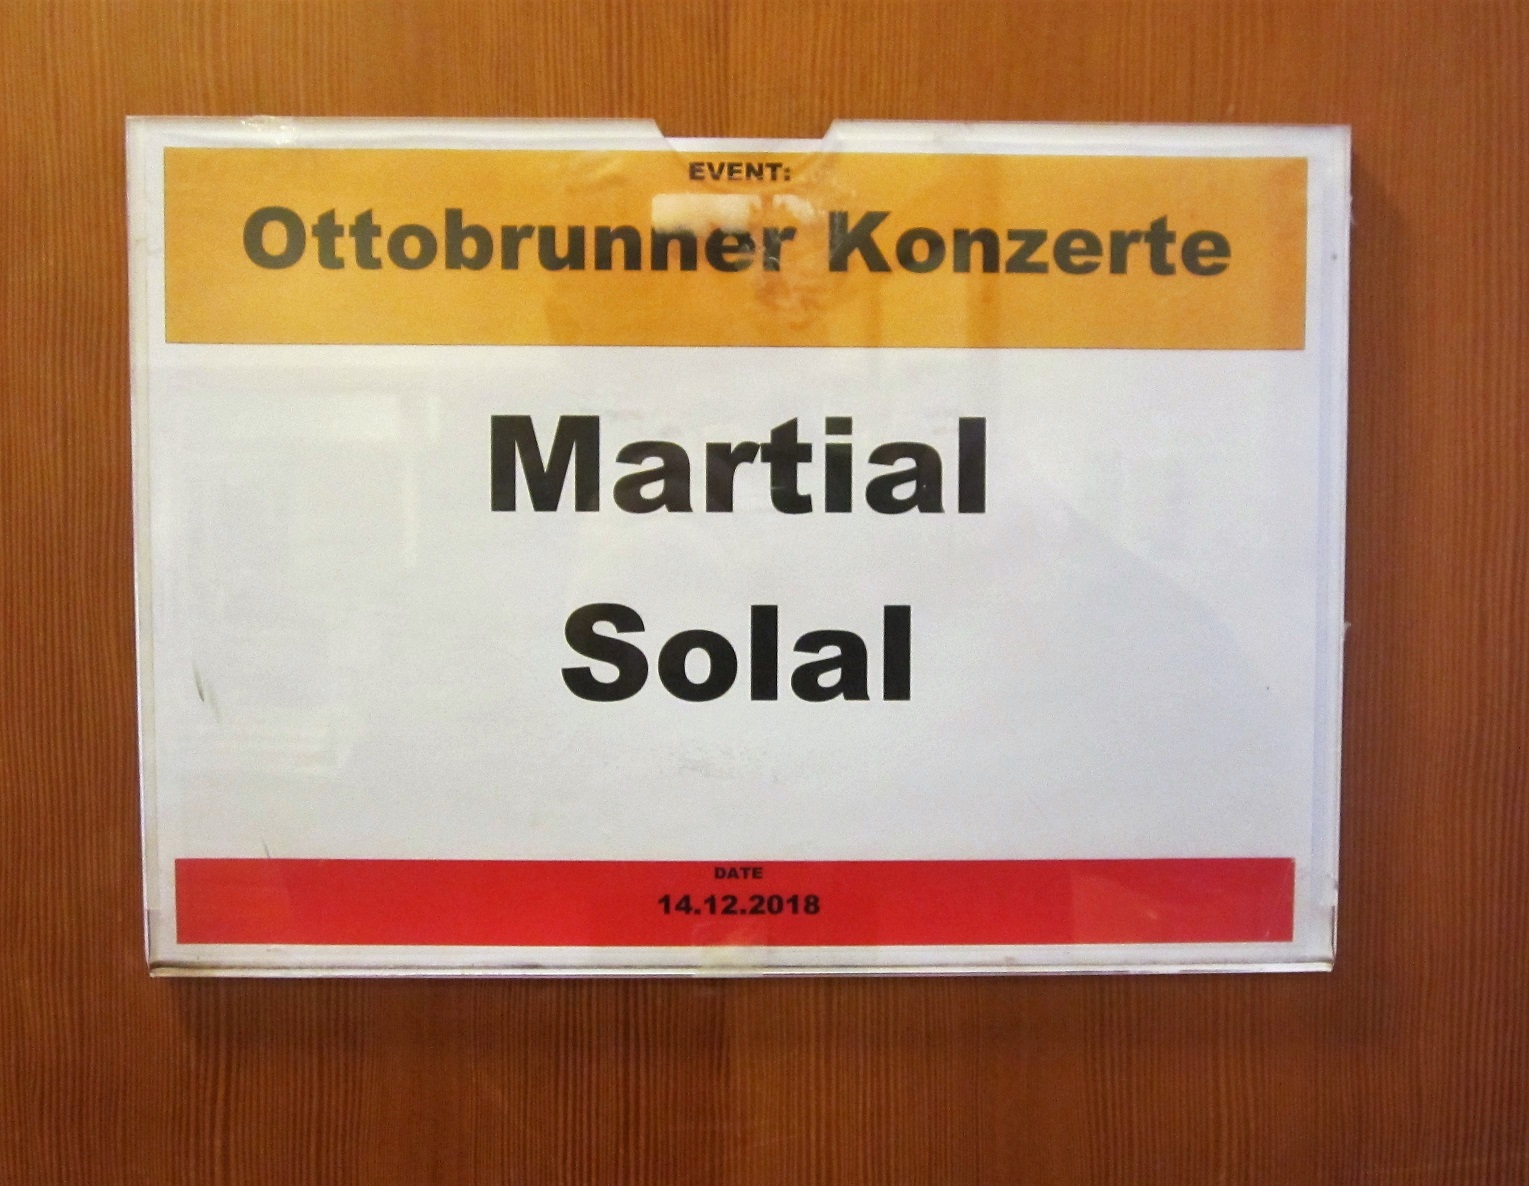 EVENT:
Ottobrunner Konzerte
Martial
Solal
DATE
14.12.2018